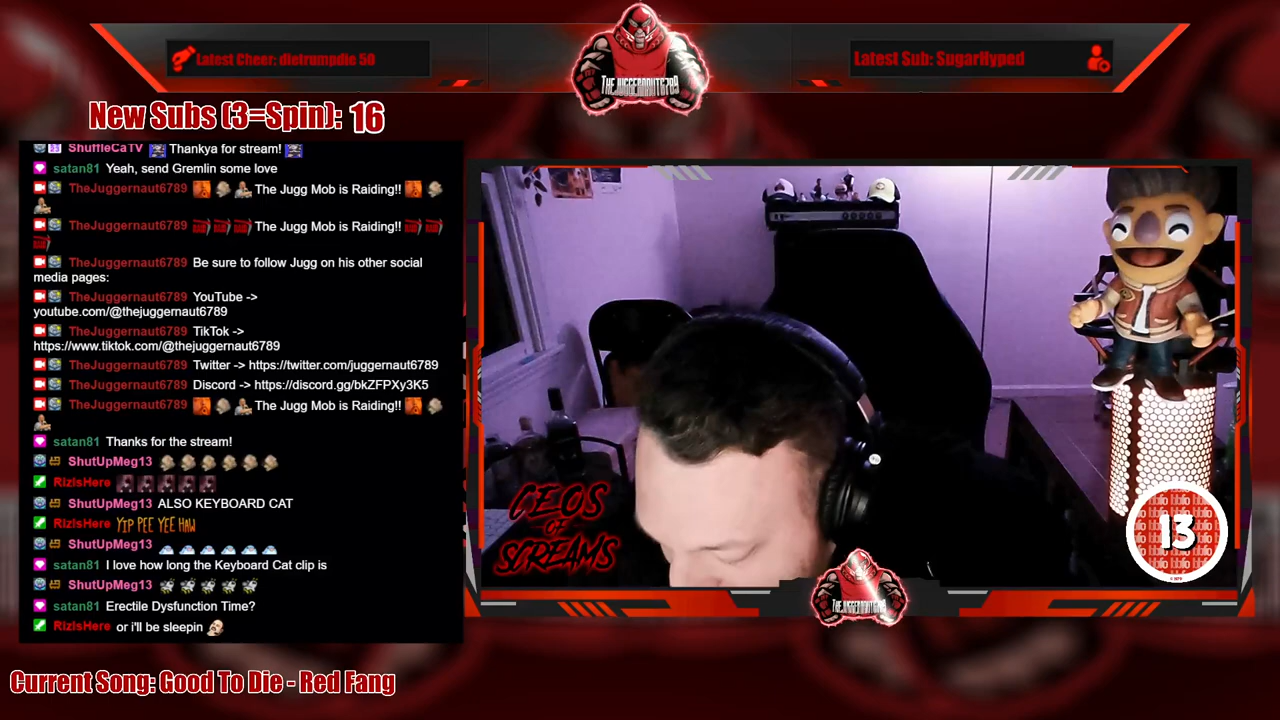 Latest Cheer: dietrumpdie 50
THEJUGGERNAUT6789
Latest Sub: SugarHyped
New Subs (3=Spin): 16
ShuffleCaTV Thankya for stream!
satan81 Yeah, send Gremlin some love
TheJuggernaut6789 The Jugg Mob is Raiding!!
TheJuggernaut6789 The Jugg Mob is Raiding!!
TheJuggernaut6789 Be sure to follow Jugg on his other social
media pages:
TheJuggernaut6789 YouTube ->
youtube.com/@thejuggernaut6789
TheJuggernaut6789 TikTok ->
https://www.tiktok.com/@thejuggernaut6789
TheJuggernaut6789 Twitter -> https://twitter.com/juggernaut6789
TheJuggernaut6789 Discord -> https://discord.gg/bkZFPXy3K5
TheJuggernaut6789 The Jugg Mob is Raiding!!
satan81 Thanks for the stream!
ShutUpMeg13
RizIsHere
ShutUpMeg13 ALSO KEYBOARD CAT
RizIsHere YIP PEE YEE HAW
ShutUpMeg13
satan81 I love how long the Keyboard Cat clip is
ShutUpMeg13
satan81 Erectile Dysfunction Time?
RizIsHere or i'll be sleepin
CEOS
OF
SCREAMS
13
THEJUGGERNAUT6789
Current Song: Good To Die - Red Fang